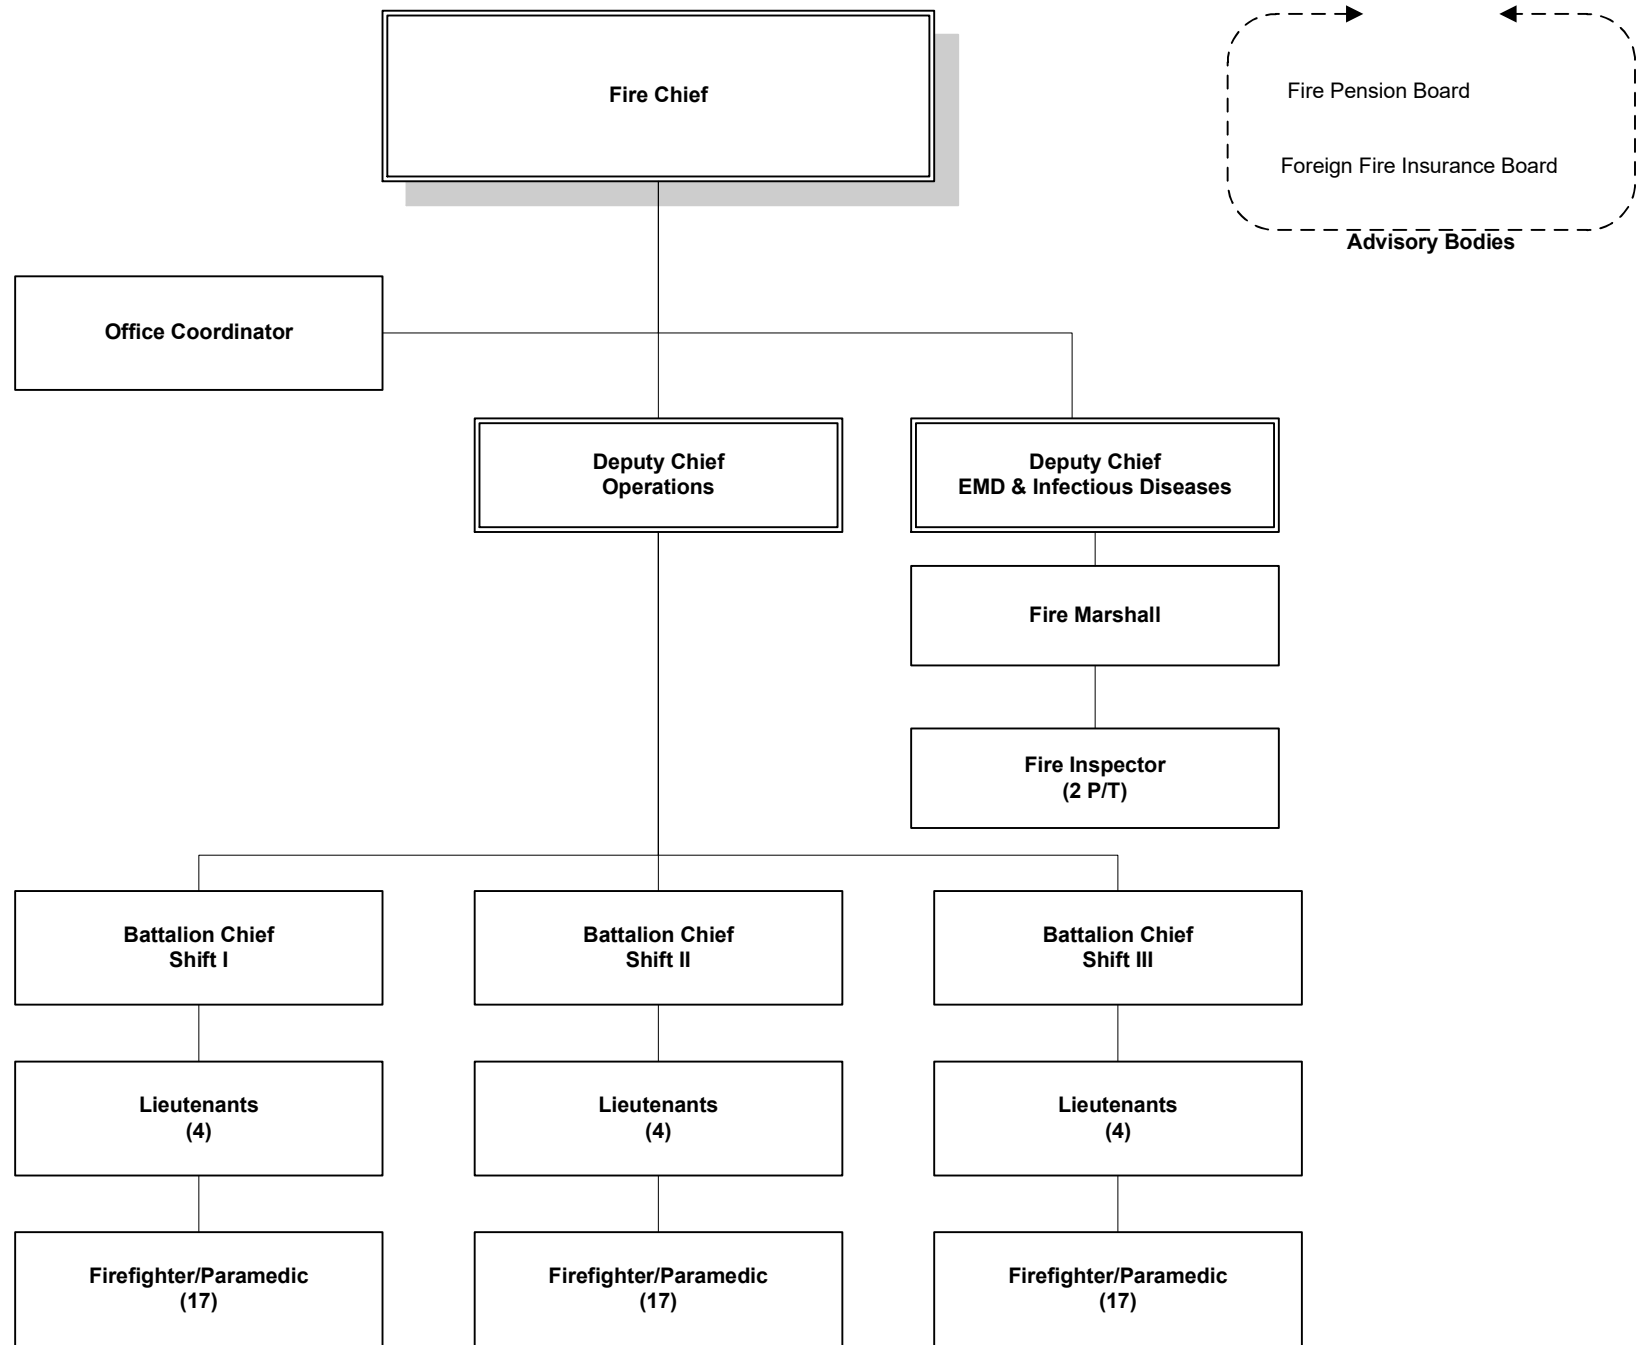 Fire Chief
Fire Pension Board
Foreign Fire Insurance Board
Advisory Bodies
Office Coordinator
Deputy Chief
Operations
Deputy Chief
EMD & Infectious Diseases
Fire Marshall
Fire Inspector
(2 P/T)
Battalion Chief
Shift I
Battalion Chief
Shift II
Battalion Chief
Shift III
Lieutenants
(4)
Lieutenants
(4)
Lieutenants
(4)
Firefighter/Paramedic
(17)
Firefighter/Paramedic
(17)
Firefighter/Paramedic
(17)